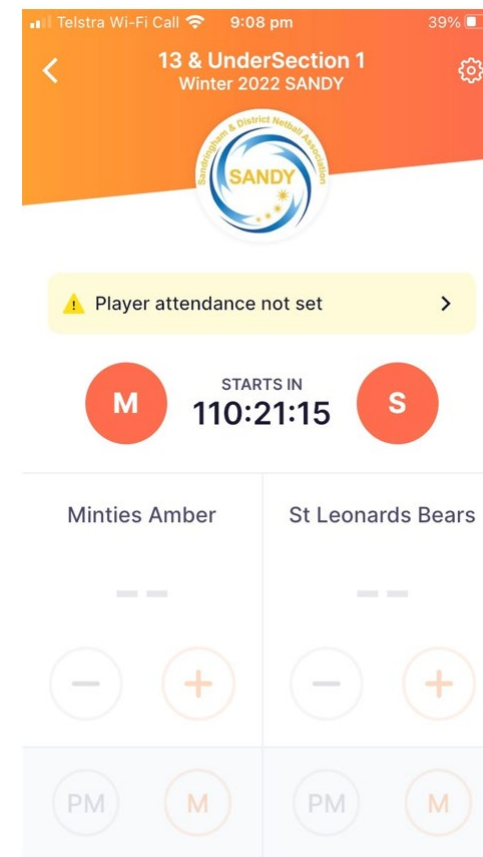 Telstra Wi-Fi Call 9:08 pm 39%
13 & UnderSection 1
Winter 2022 SANDY
Sandringham & District Netball Association
SANDY
Player attendance not set
M STARTS IN S
110:21:15
Minties Amber St Leonards Bears
-- --
− + − +
PM M PM M